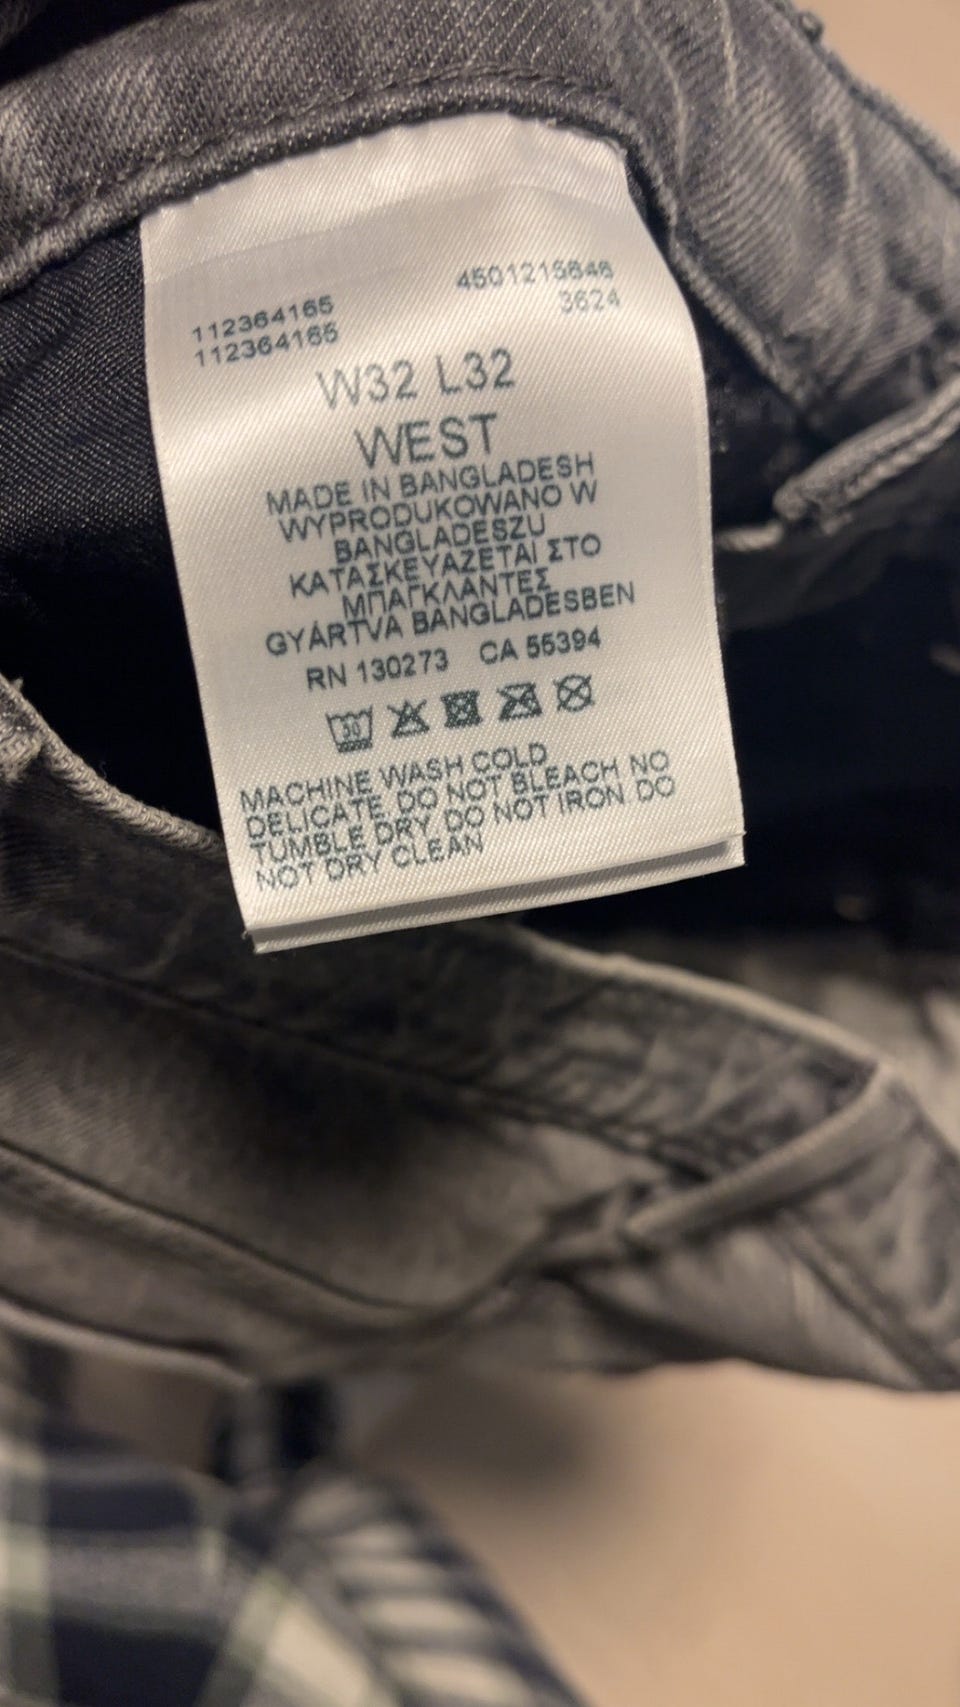 112364165
112364165
4501215646
3624
W32 L32
WEST
MADE IN BANGLADESH
WYPRODUKOWANO W
BANGLADESZU
ΚΑΤΑΣΚΕΥΑΖΕΤΑΙ ΣΤΟ
ΜΠΑΓΚΛΑΝΤΕΣ
GYÁRTVA BANGLADESBEN
RN 130273 CA 55394
30
MACHINE WASH COLD
DELICATE. DO NOT BLEACH NO
TUMBLE DRY. DO NOT IRON. DO
NOT DRY CLEAN